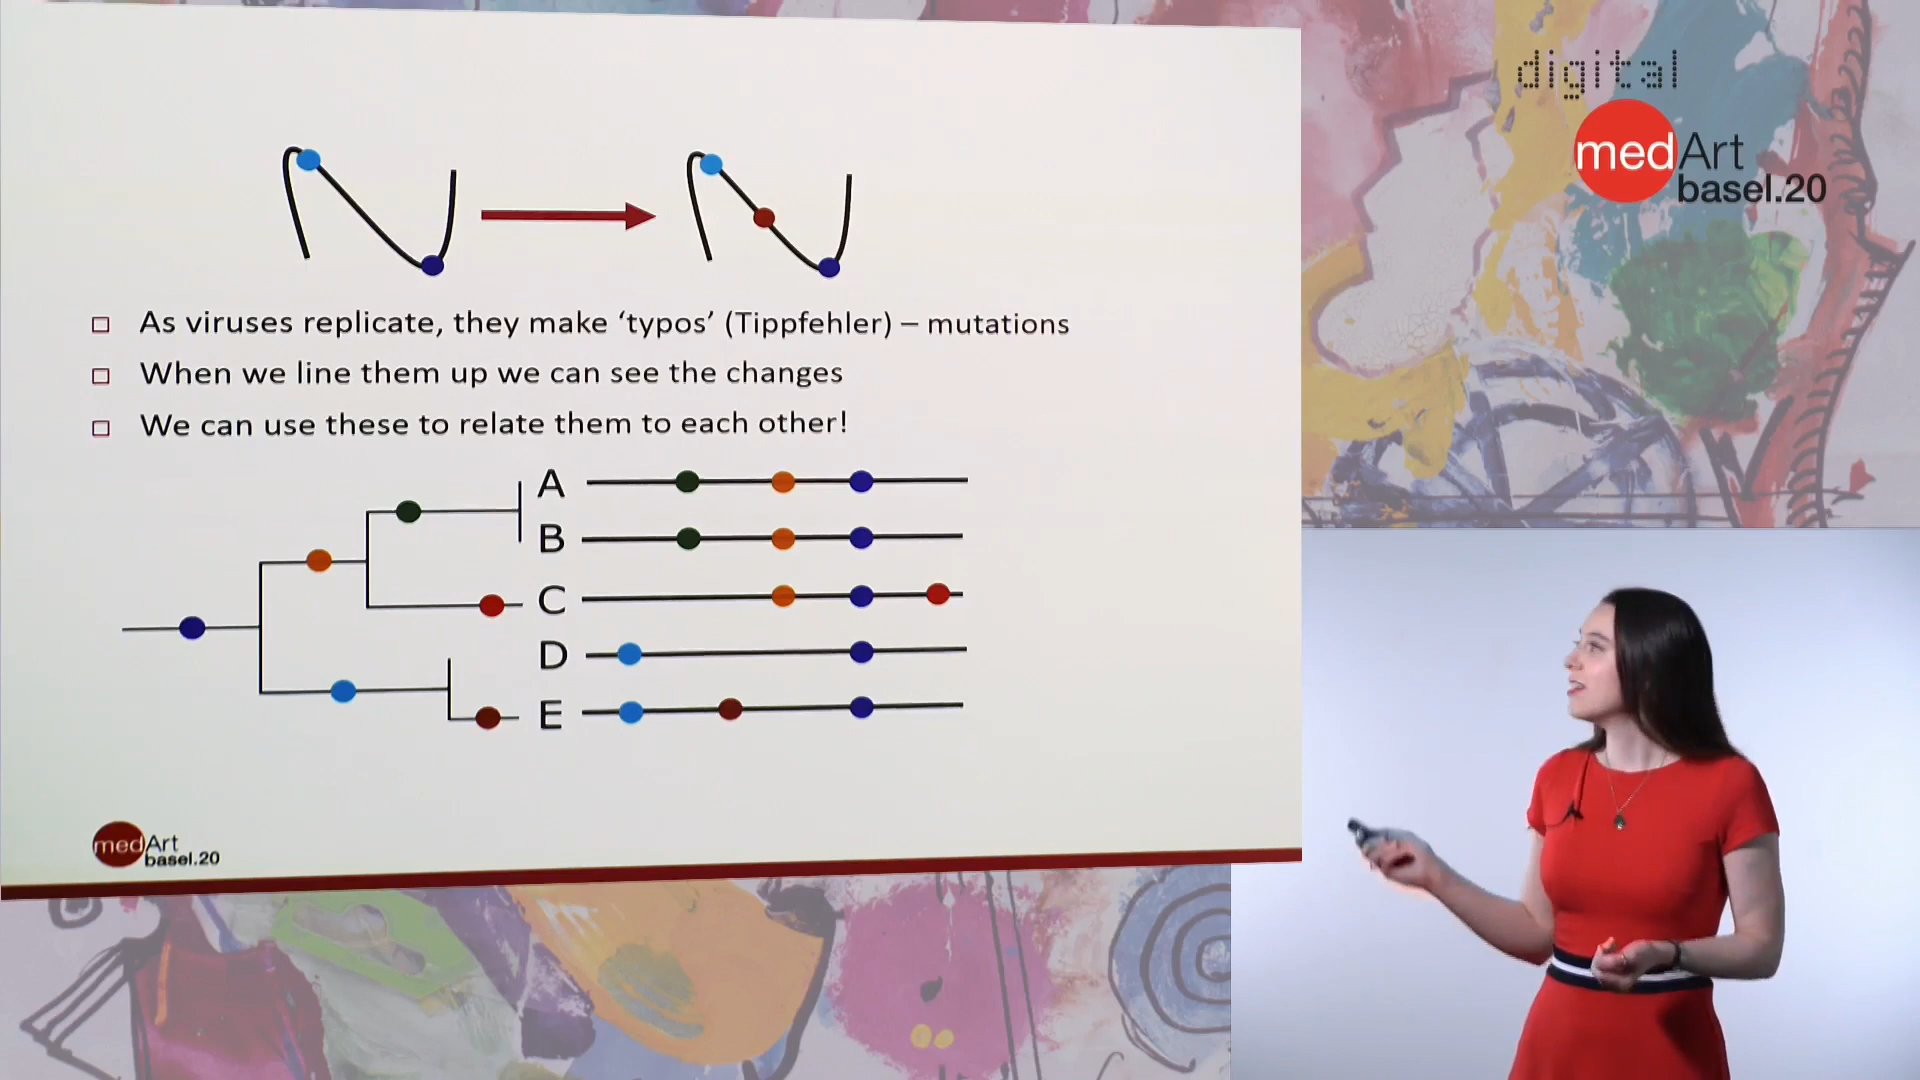 digital
medArt
basel.20
As viruses replicate, they make ‘typos’ (Tippfehler) – mutations
When we line them up we can see the changes
We can use these to relate them to each other!
A
B
C
D
E
medArt
basel.20